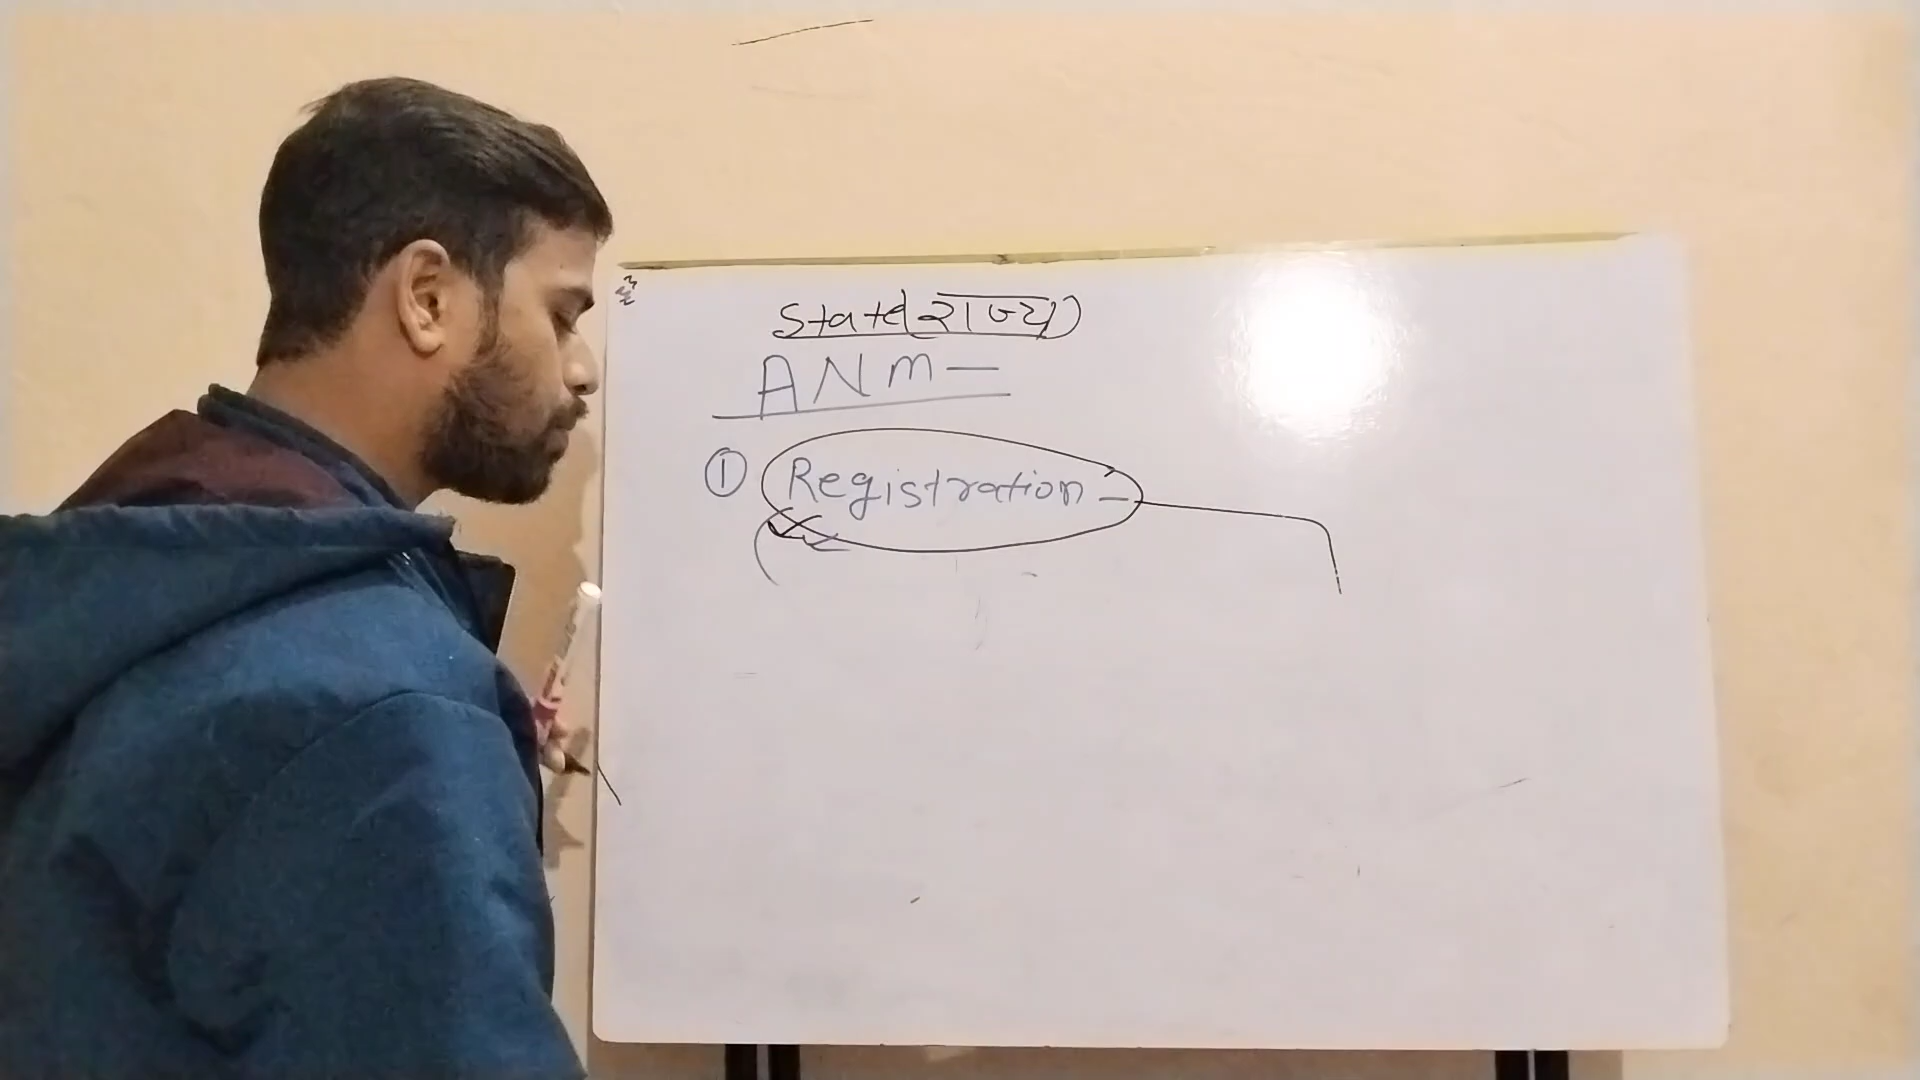 State(राज्य)
ANM-
① Registration -